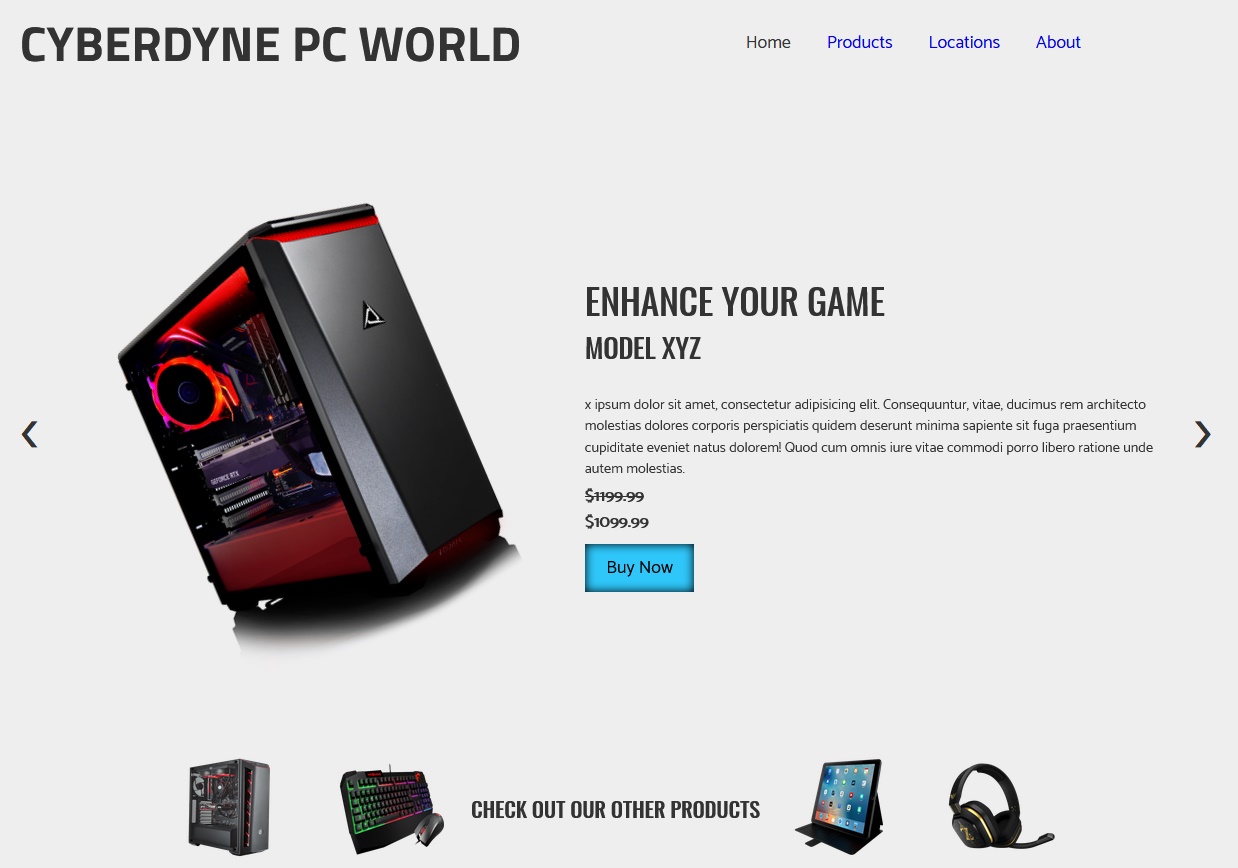 CYBERDYNE PC WORLD
Home Products Locations About
ENHANCE YOUR GAME
MODEL XYZ
x ipsum dolor sit amet, consectetur adipisicing elit. Consequuntur, vitae, ducimus rem architecto
molestias dolores corporis perspiciatis quidem deserunt minima sapiente sit fuga praesentium
cupiditate eveniet natus dolorem! Quod cum omnis iure vitae commodi porro libero ratione unde
autem molestias.
$1199.99
$1099.99
Buy Now
GEFORCE RTX
CHECK OUT OUR OTHER PRODUCTS